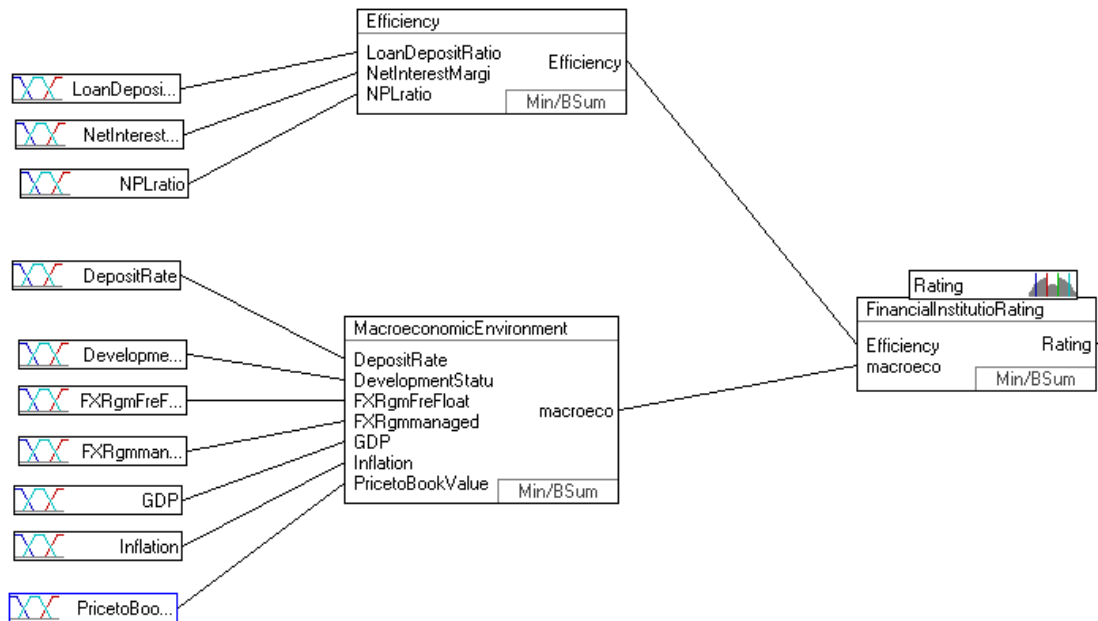 Efficiency
LoanDepositRatio
NetInterestMargi
NPLratio
Efficiency
Min/BSum
LoanDeposi...
NetInterest...
NPLratio
DepositRate
Developme...
FXRgmFreF...
FXRgmman...
GDP
Inflation
PricetoBoo...
MacroeconomicEnvironment
DepositRate
DevelopmentStatu
FXRgmFreFloat
FXRgmmanaged
GDP
Inflation
PricetoBookValue
macroeco
Min/BSum
Rating
FinancialInstitutioRating
Efficiency
macroeco
Rating
Min/BSum